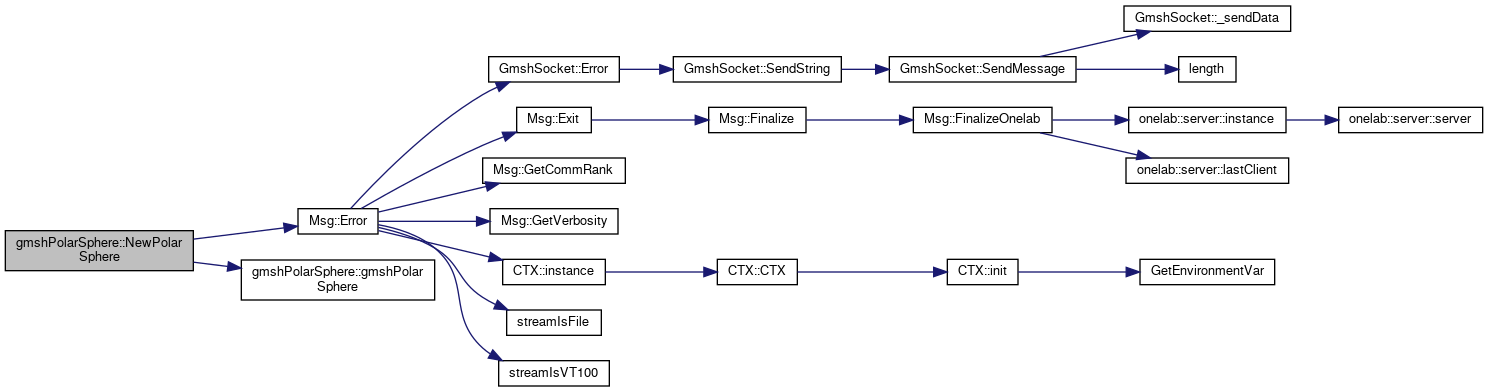 GmshSocket::_sendData
GmshSocket::Error
GmshSocket::SendString
GmshSocket::SendMessage
length
Msg::Exit
Msg::Finalize
Msg::FinalizeOnelab
onelab::server::instance
onelab::server::server
Msg::GetCommRank
onelab::server::lastClient
Msg::Error
Msg::GetVerbosity
gmshPolarSphere::NewPolar
Sphere
gmshPolarSphere::gmshPolar
Sphere
CTX::instance
CTX::CTX
CTX::init
GetEnvironmentVar
streamIsFile
streamIsVT100